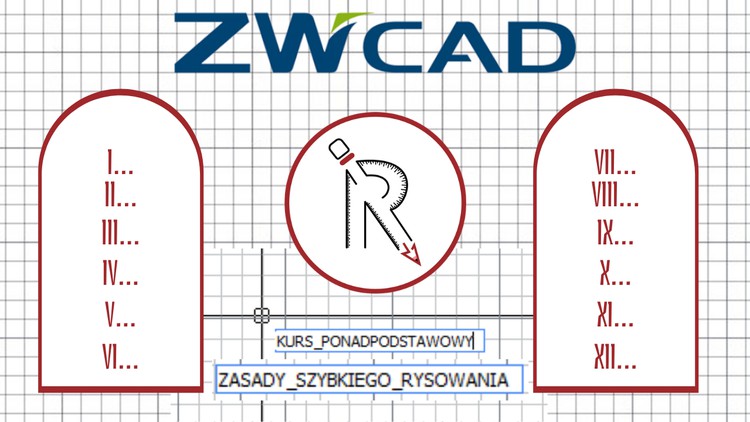 ZWCAD
I...
II...
III...
IV...
V...
VI...
R
KURS_PONADPODSTAWOWY
ZASADY_SZYBKIEGO_RYSOWANIA
VII...
VIII...
IX...
X...
XI...
XII...